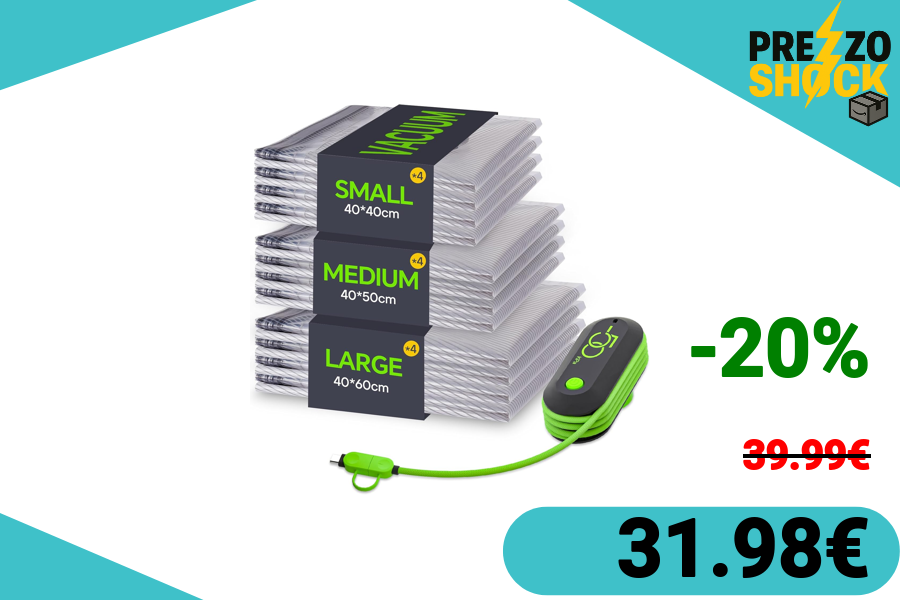 PREZZO
SHOCK
VACUUM
*4
SMALL
40*40cm
*4
MEDIUM
40*50cm
*4
LARGE
40*60cm
-20%
39.99€
31.98€